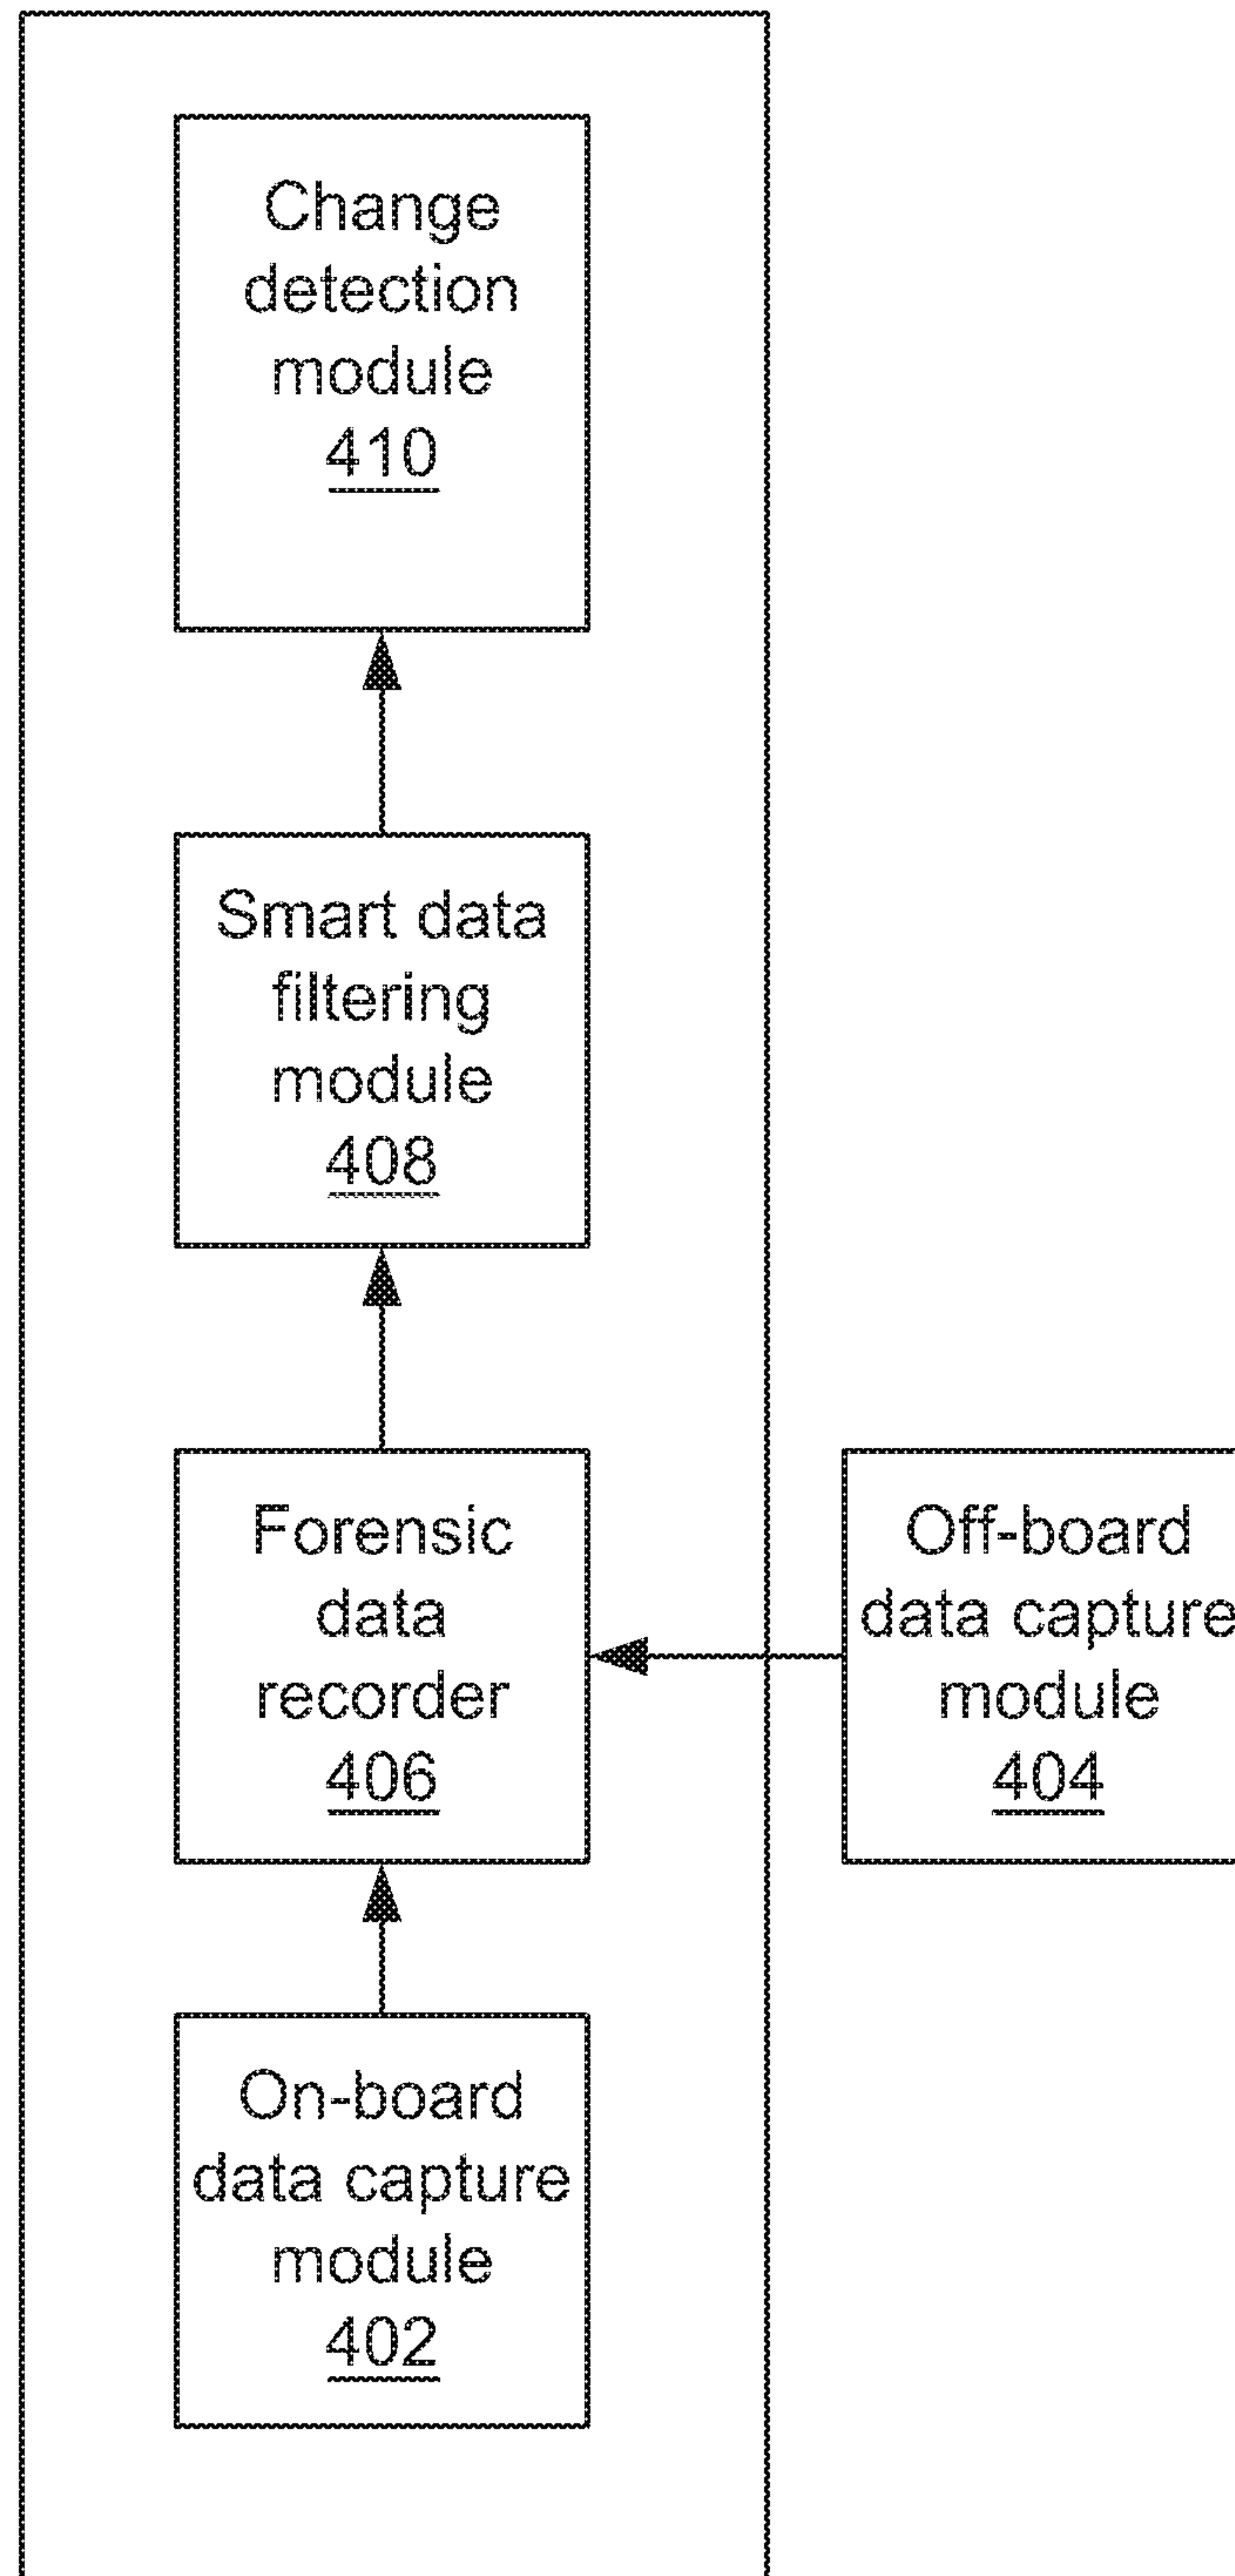 Change
detection
module
410
Smart data
filtering
module
408
Forensic
data
recorder
406
Off-board
data capture
module
404
On-board
data capture
module
402